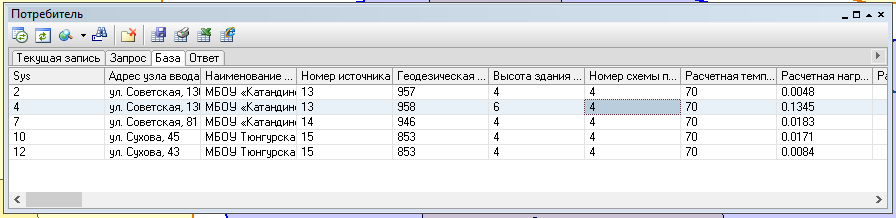 Потребитель
Текущая запись Запрос База Ответ
Sys Адрес узла ввода Наименование ... Номер источника Геодезическая ... Высота здания ... Номер схемы п... Расчетная темп... Расчетная нагр... Ра
2 ул. Советская, 13 МБОУ «Катандин 13 957 4 4 70 0.0048
4 ул. Советская, 13 МБОУ «Катандин 13 958 6 4 70 0.1345
7 ул. Советская, 81 МБОУ «Катандин 14 946 4 4 70 0.0183
10 ул. Сухова, 45 МБОУ Тюнгурска 15 853 4 4 70 0.0171
12 ул. Сухова, 43 МБОУ Тюнгурска 15 853 4 4 70 0.0084